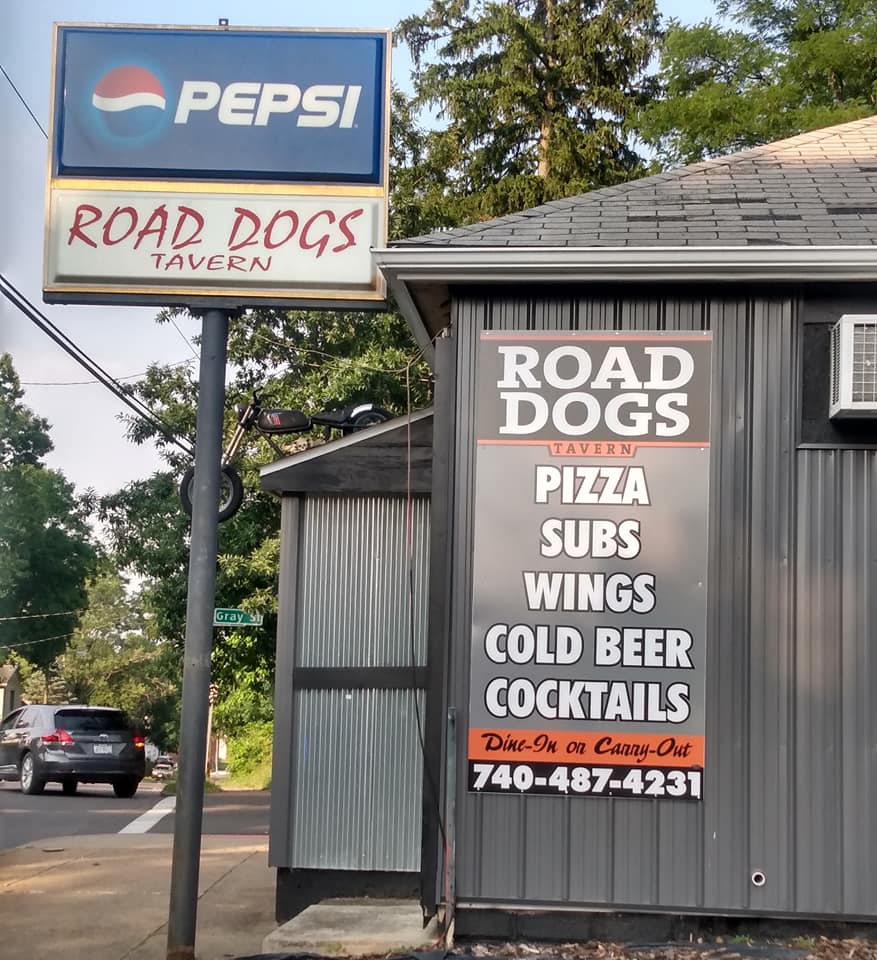 PEPSI
ROAD DOGS
TAVERN
ROAD
DOGS
TAVERN
PIZZA
SUBS
WINGS
COLD BEER
COCKTAILS
Dine-In or Carry-Out
740-487-4231
Gray St